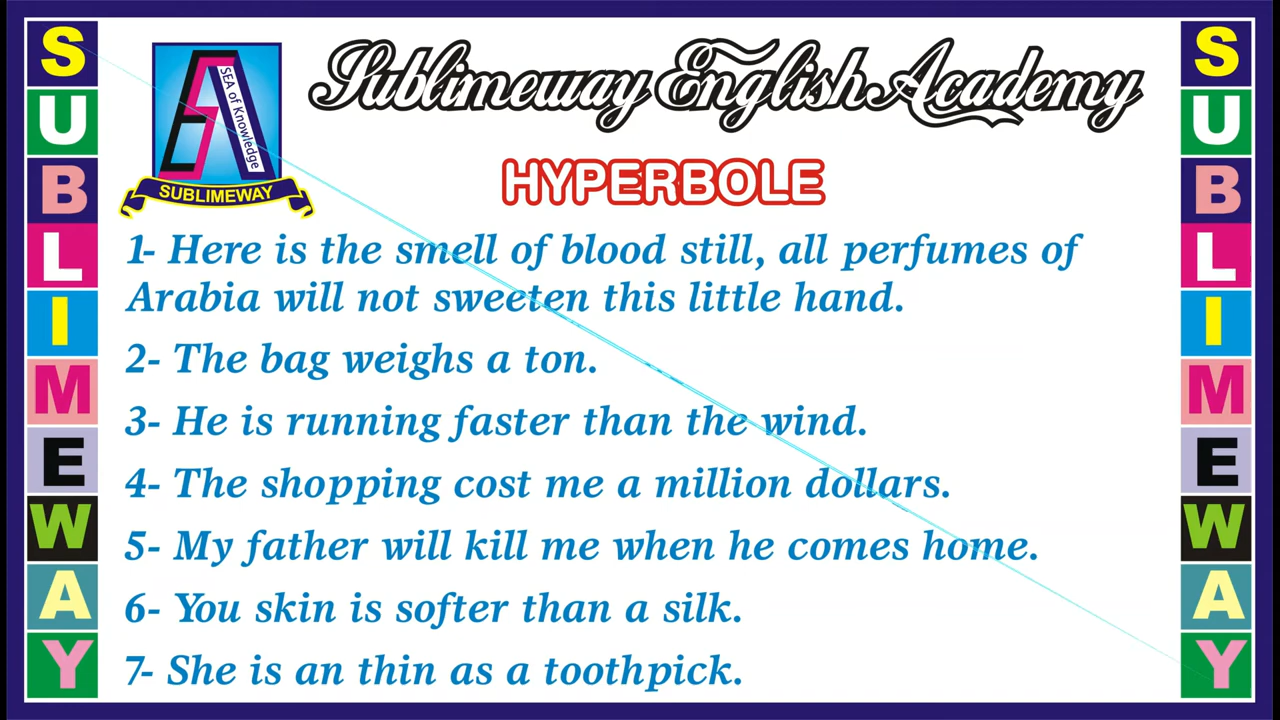 SUBLIMEWAY
SEA of Knowledge
SUBLIMEWAY
Sublimeway English Academy
HYPERBOLE
1- Here is the smell of blood still, all perfumes of
Arabia will not sweeten this little hand.
2- The bag weighs a ton.
3- He is running faster than the wind.
4- The shopping cost me a million dollars.
5- My father will kill me when he comes home.
6- You skin is softer than a silk.
7- She is an thin as a toothpick.
SUBLIMEWAY